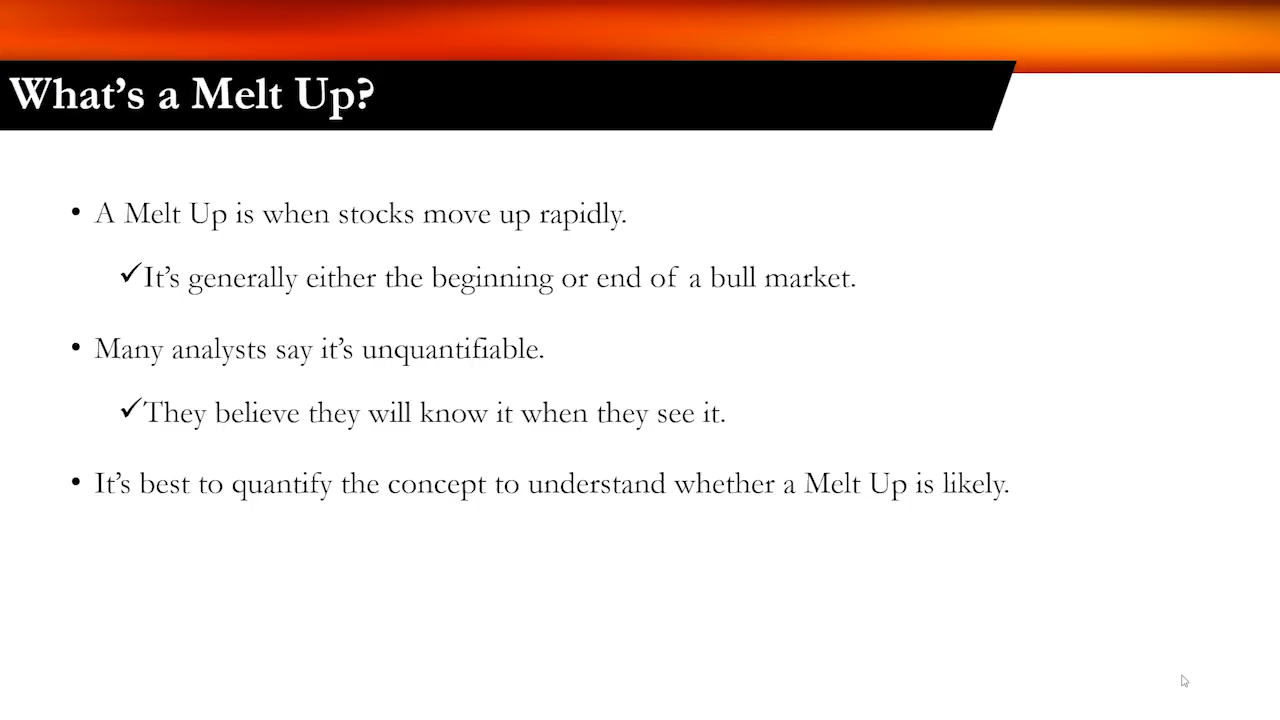 What's a Melt Up?
• A Melt Up is when stocks move up rapidly.
✓It's generally either the beginning or end of a bull market.
• Many analysts say it's unquantifiable.
✓They believe they will know it when they see it.
• It's best to quantify the concept to understand whether a Melt Up is likely.